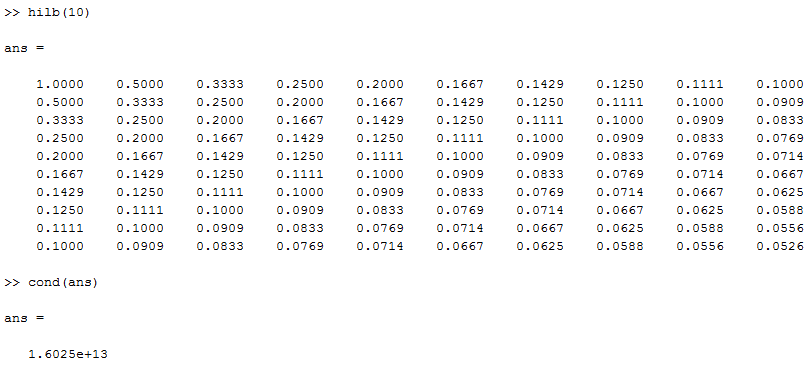 >> hilb(10)
ans =
1.0000 0.5000 0.3333 0.2500 0.2000 0.1667 0.1429 0.1250 0.1111 0.1000
0.5000 0.3333 0.2500 0.2000 0.1667 0.1429 0.1250 0.1111 0.1000 0.0909
0.3333 0.2500 0.2000 0.1667 0.1429 0.1250 0.1111 0.1000 0.0909 0.0833
0.2500 0.2000 0.1667 0.1429 0.1250 0.1111 0.1000 0.0909 0.0833 0.0769
0.2000 0.1667 0.1429 0.1250 0.1111 0.1000 0.0909 0.0833 0.0769 0.0714
0.1667 0.1429 0.1250 0.1111 0.1000 0.0909 0.0833 0.0769 0.0714 0.0667
0.1429 0.1250 0.1111 0.1000 0.0909 0.0833 0.0769 0.0714 0.0667 0.0625
0.1250 0.1111 0.1000 0.0909 0.0833 0.0769 0.0714 0.0667 0.0625 0.0588
0.1111 0.1000 0.0909 0.0833 0.0769 0.0714 0.0667 0.0625 0.0588 0.0556
0.1000 0.0909 0.0833 0.0769 0.0714 0.0667 0.0625 0.0588 0.0556 0.0526
>> cond(ans)
ans =
1.6025e+13